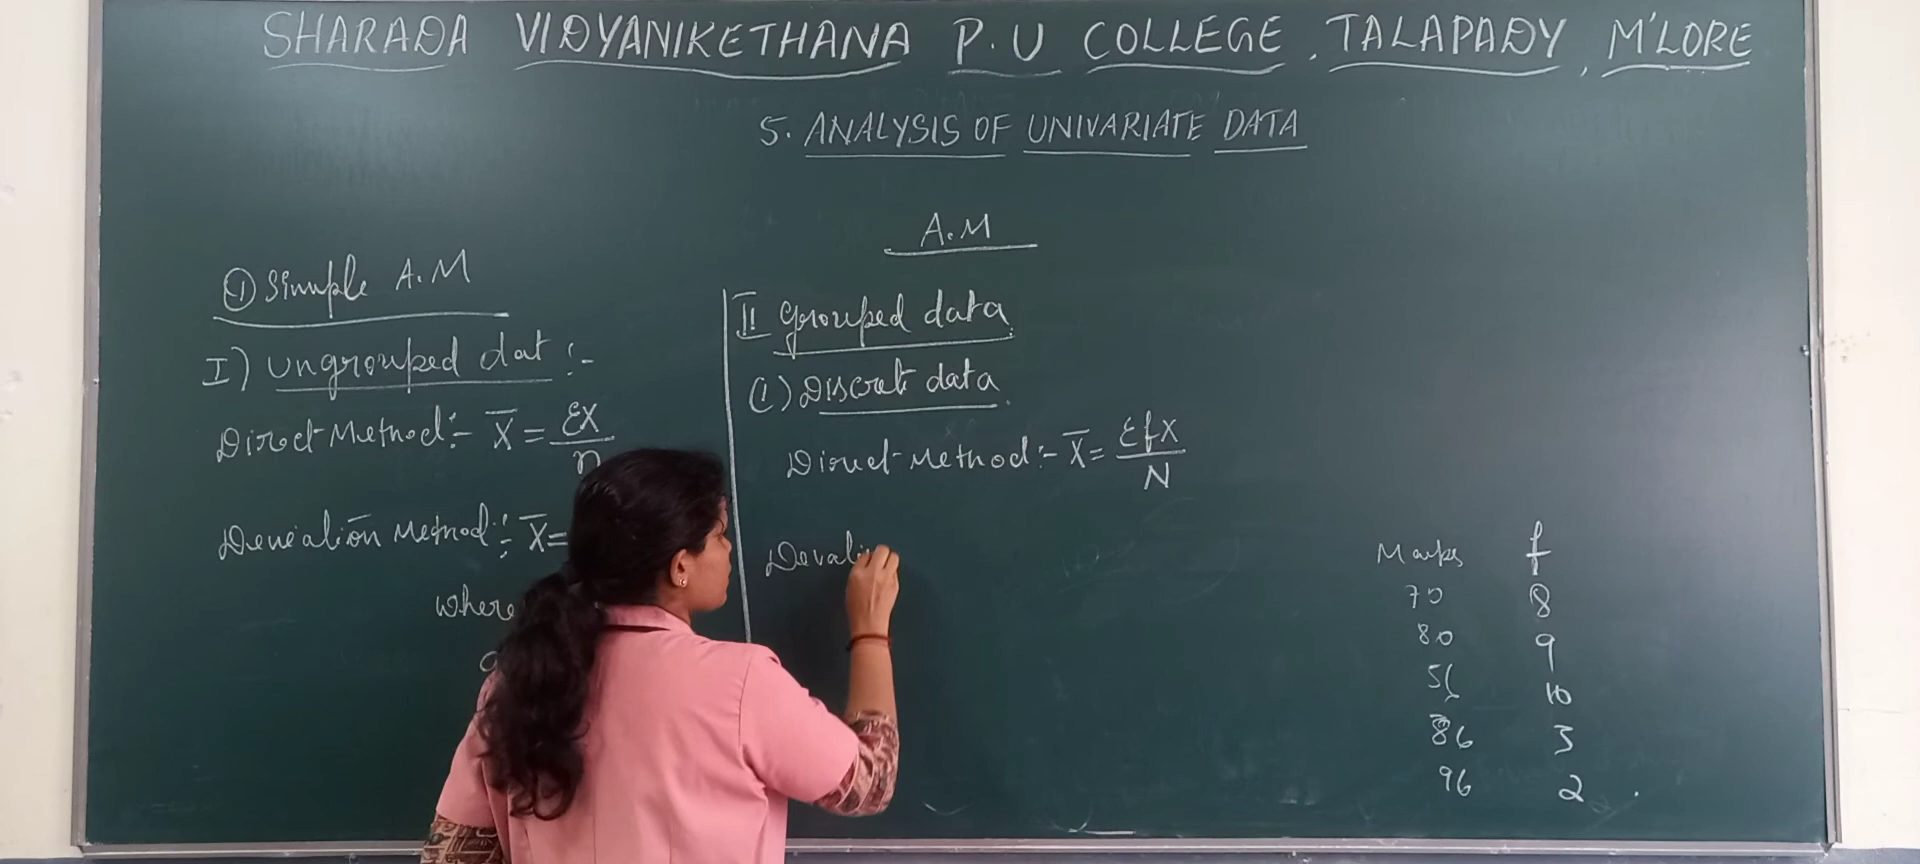 SHARADA VIDYANIKETHANA P.U COLLEGE, TALAPADY, M'LORE
5. ANALYSIS OF UNIVARIATE DATA
A.M
① Simple A.M
I) ungrouped dat :-
Direct Method :- X̄ = ΣX/n
Deviation Method :- X̄ =
where
II grouped data
(1) Discrete data
Direct Method :- X̄ = ΣfX/N
Devati
Marks f
70 8
80 9
56 10
86 3
96 2